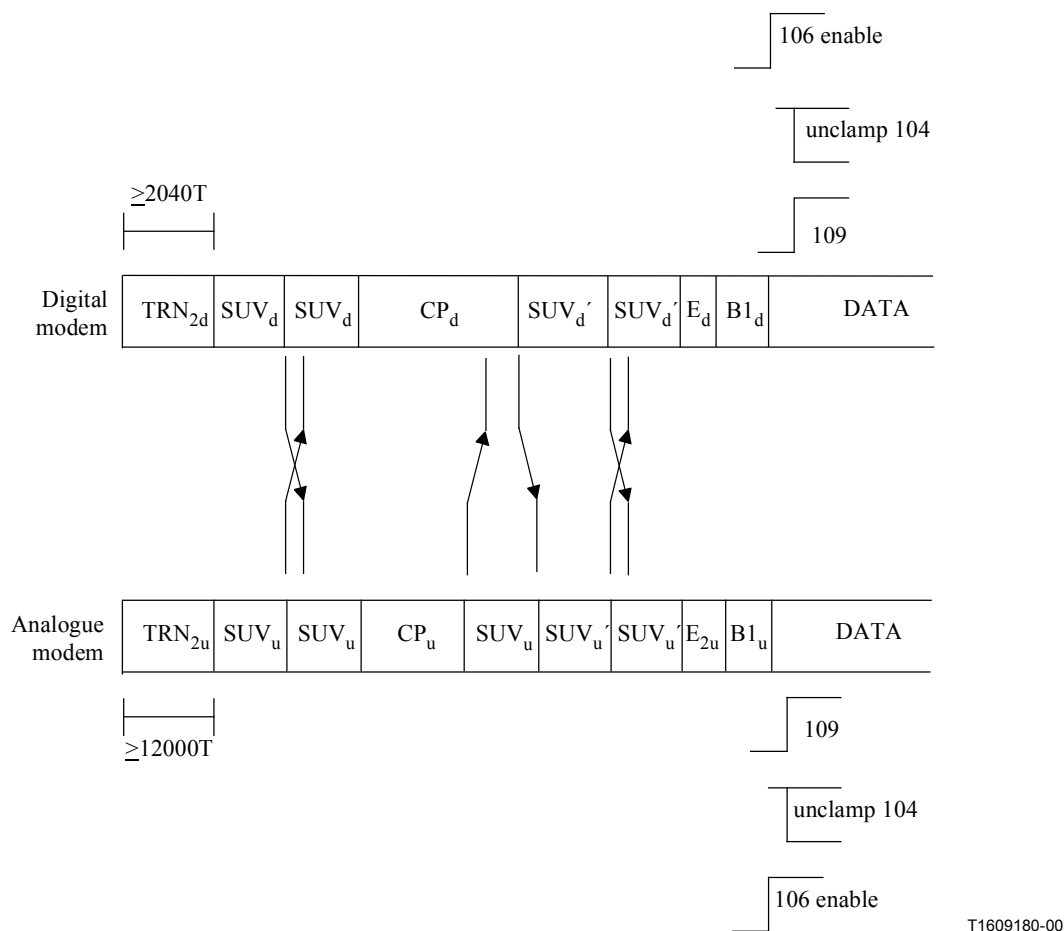 106 enable
unclamp 104
≥2040T
109
Digital modem
TRN2d SUVd SUVd CPd SUVd´ SUVd´ Ed B1d DATA
Analogue modem
TRN2u SUVu SUVu CPu SUVu SUVu´ SUVu´ E2u B1u DATA
≥12000T
109
unclamp 104
106 enable
T1609180-00